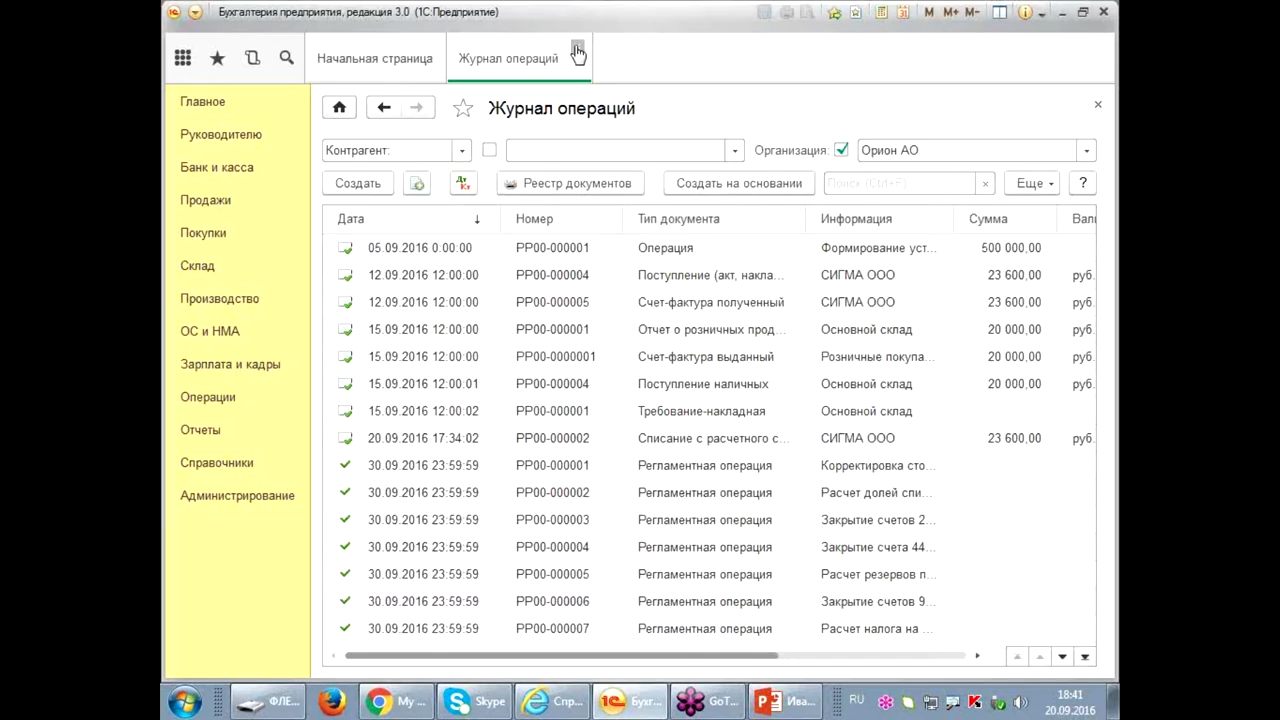 Бухгалтерия предприятия, редакция 3.0 (1С:Предприятие)
M M+ M-
Начальная страница
Журнал операций
Главное
Руководителю
Банк и касса
Продажи
Покупки
Склад
Производство
ОС и НМА
Зарплата и кадры
Операции
Отчеты
Справочники
Администрирование
Журнал операций
Контрагент:
Организация:
Орион АО
Создать
Дт Кт
Реестр документов
Создать на основании
Поиск (Ctrl+F)
Еще
?
Дата Номер Тип документа Информация Сумма Валю
05.09.2016 0:00:00 РР00-000001 Операция Формирование уст... 500 000,00
12.09.2016 12:00:00 РР00-000004 Поступление (акт, накла... СИГМА ООО 23 600,00 руб.
12.09.2016 12:00:00 РР00-000005 Счет-фактура полученный СИГМА ООО 23 600,00 руб.
15.09.2016 12:00:00 РР00-000001 Отчет о розничных прод... Основной склад 20 000,00 руб.
15.09.2016 12:00:00 РР00-0000001 Счет-фактура выданный Розничные покупа... 20 000,00 руб.
15.09.2016 12:00:01 РР00-000004 Поступление наличных Основной склад 20 000,00 руб.
15.09.2016 12:00:02 РР00-000001 Требование-накладная Основной склад
20.09.2016 17:34:02 РР00-000002 Списание с расчетного с... СИГМА ООО 23 600,00 руб.
30.09.2016 23:59:59 РР00-000001 Регламентная операция Корректировка сто...
30.09.2016 23:59:59 РР00-000002 Регламентная операция Расчет долей спи...
30.09.2016 23:59:59 РР00-000003 Регламентная операция Закрытие счетов 2...
30.09.2016 23:59:59 РР00-000004 Регламентная операция Закрытие счета 44...
30.09.2016 23:59:59 РР00-000005 Регламентная операция Расчет резервов п...
30.09.2016 23:59:59 РР00-000006 Регламентная операция Закрытие счетов 9...
30.09.2016 23:59:59 РР00-000007 Регламентная операция Расчет налога на ...
ФЛЕ... My ... Skype Спр... Бухг... GoT... Ива... RU
18:41
20.09.2016